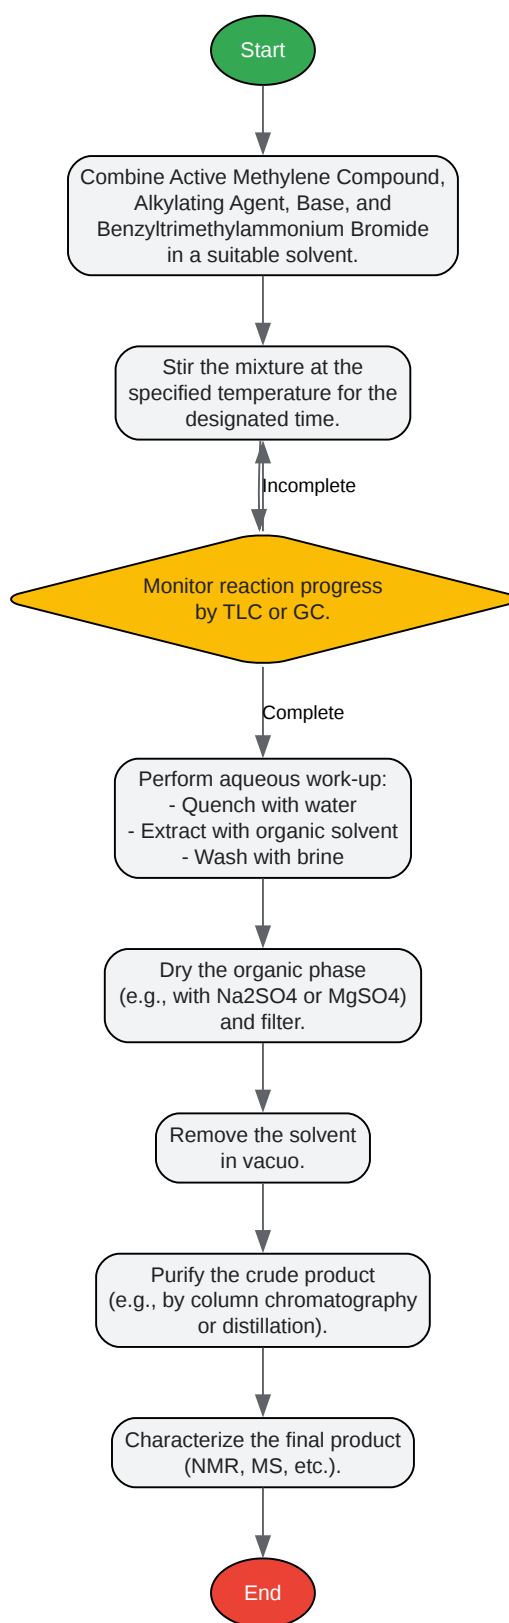 Start
Combine Active Methylene Compound,
Alkylating Agent, Base, and
Benzyltrimethylammonium Bromide
in a suitable solvent.
Stir the mixture at the
specified temperature for the
designated time.
Incomplete
Monitor reaction progress
by TLC or GC.
Complete
Perform aqueous work-up:
- Quench with water
- Extract with organic solvent
- Wash with brine
Dry the organic phase
(e.g., with Na2SO4 or MgSO4)
and filter.
Remove the solvent
in vacuo.
Purify the crude product
(e.g., by column chromatography
or distillation).
Characterize the final product
(NMR, MS, etc.).
End